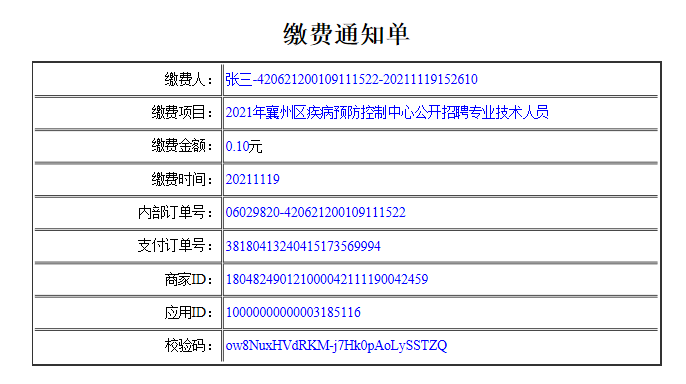 缴费通知单
缴费人： 张三-420621200109111522-20211119152610
缴费项目： 2021年襄州区疾病预防控制中心公开招聘专业技术人员
缴费金额： 0.10元
缴费时间： 20211119
内部订单号： 06029820-420621200109111522
支付订单号： 38180413240415173569994
商家ID： 180482490121000042111190042459
应用ID： 10000000000003185116
校验码： ow8NuxHVdRKM-j7Hk0pAoLySSTZQ